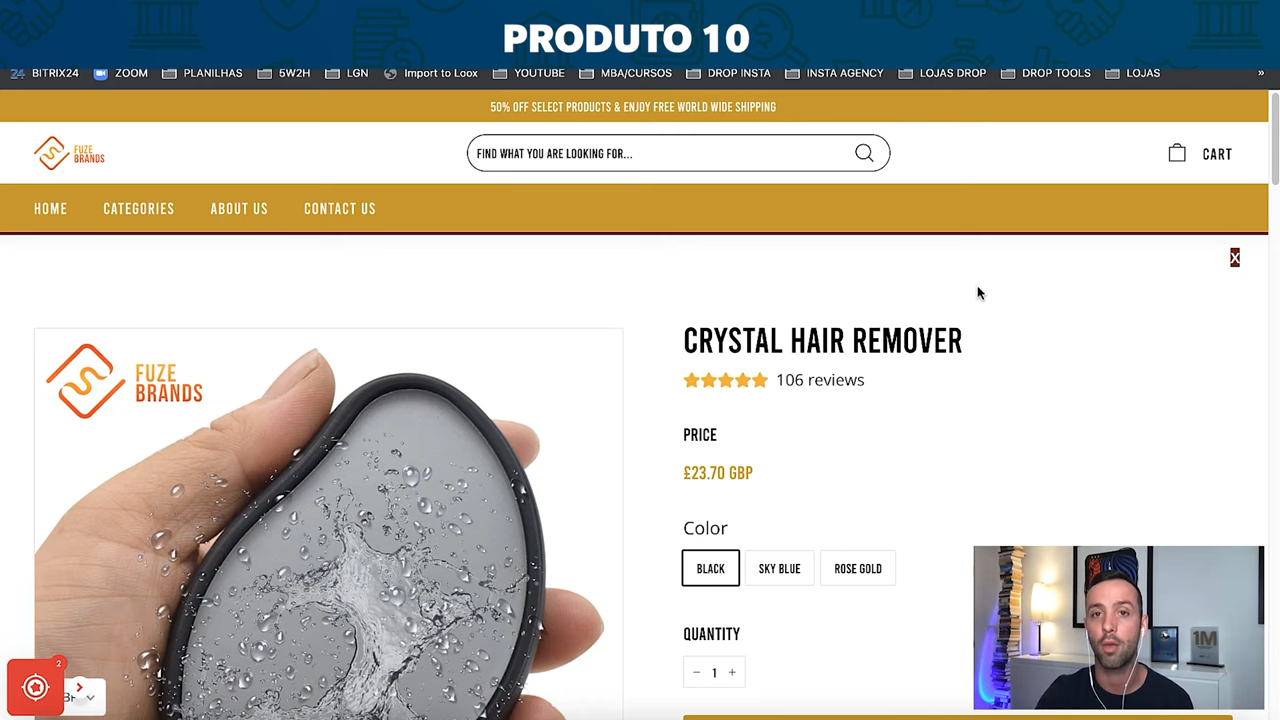 PRODUTO 10
BITRIX24 ZOOM PLANILHAS 5W2H LGN Import to Loox YOUTUBE MBA/CURSOS DROP INSTA INSTA AGENCY LOJAS DROP DROP TOOLS LOJAS »
50% OFF SELECT PRODUCTS & ENJOY FREE WORLD WIDE SHIPPING
FUZE
BRANDS
FIND WHAT YOU ARE LOOKING FOR...
CART
HOME CATEGORIES ABOUT US CONTACT US
X
FUZE
BRANDS
CRYSTAL HAIR REMOVER
106 reviews
PRICE
£23.70 GBP
Color
BLACK SKY BLUE ROSE GOLD
QUANTITY
− 1 +
2
1M